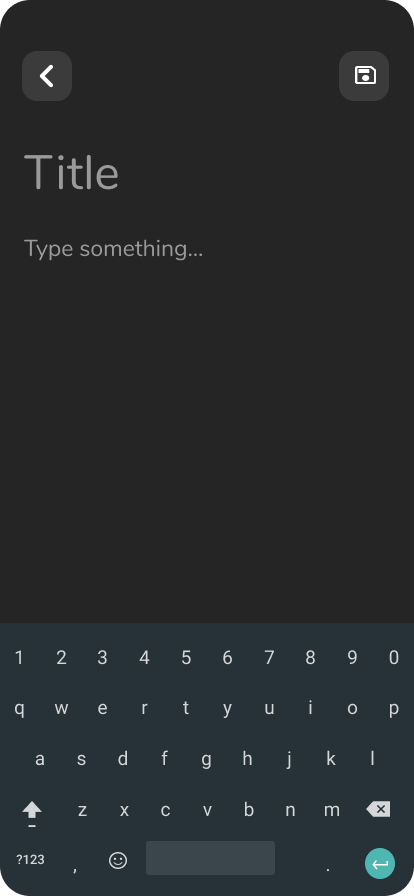 Title
Type something...
1 2 3 4 5 6 7 8 9 0
q w e r t y u i o p
a s d f g h j k l
z x c v b n m
?123 , .